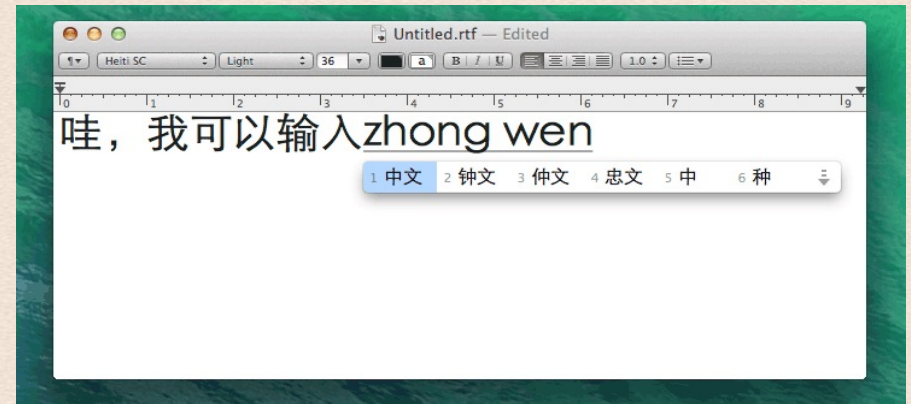 Untitled.rtf — Edited
¶ Heiti SC Light 36 a B I U 1.0
0 1 2 3 4 5 6 7 8 9
哇，我可以输入zhong wen
1 中文 2 钟文 3 仲文 4 忠文 5 中 6 种